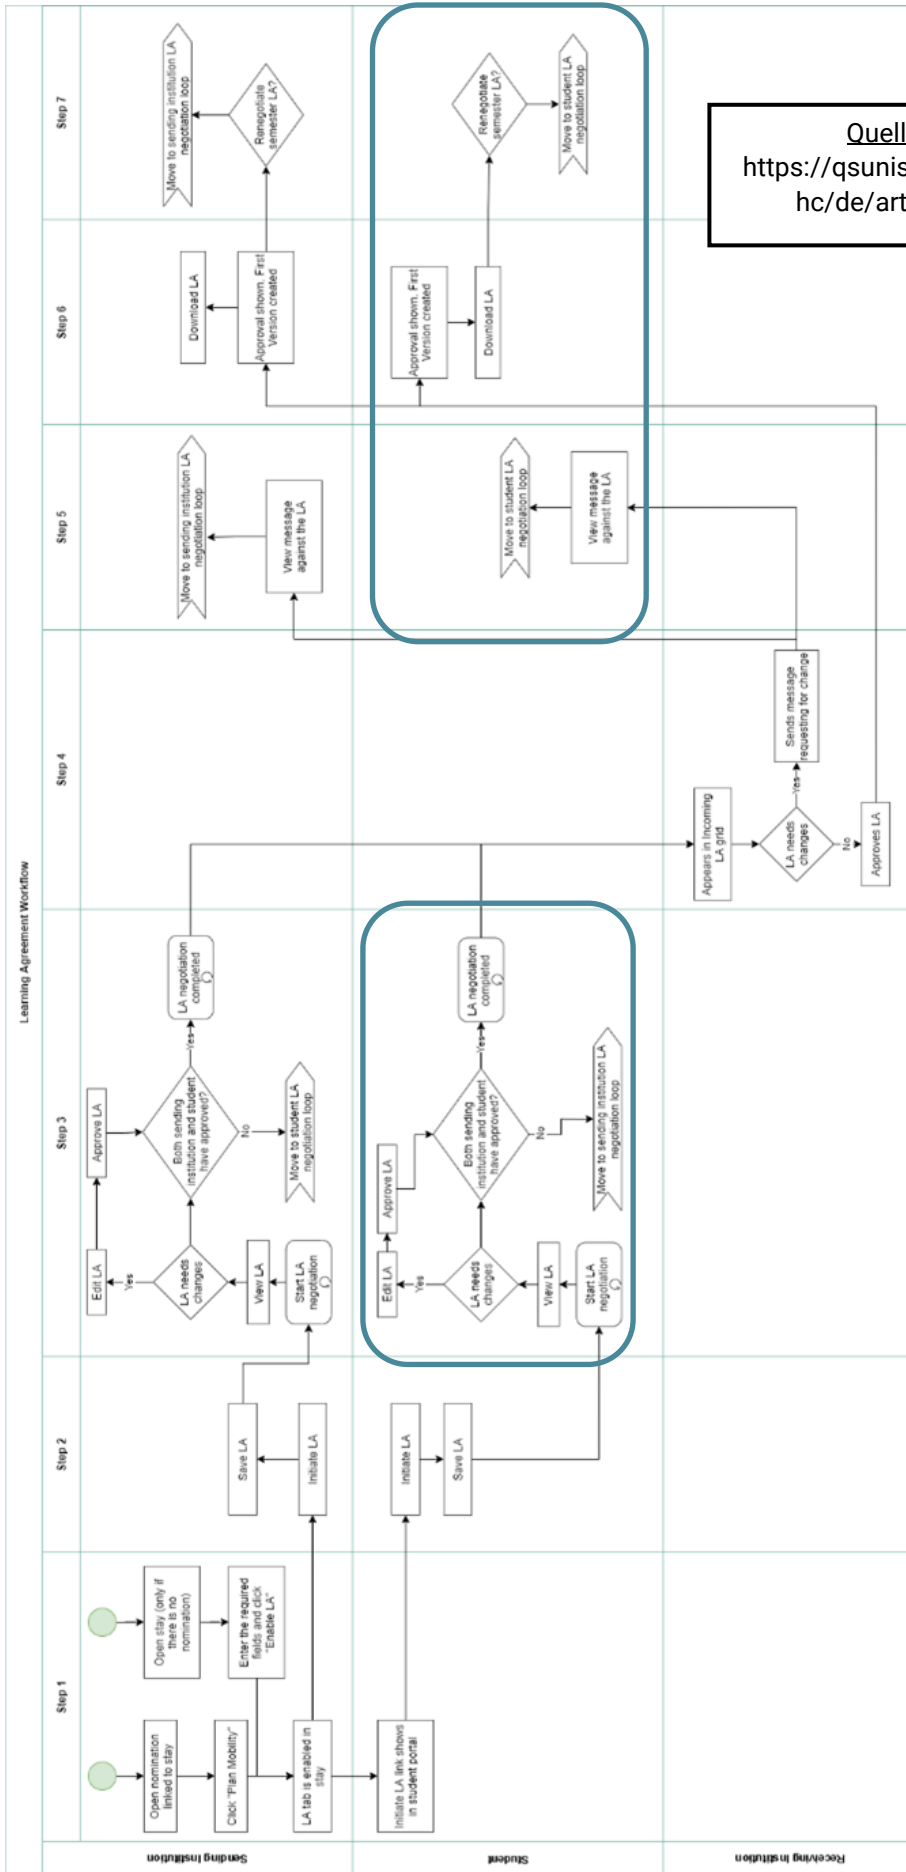 Learning Agreement Workflow
Step 1
Step 2
Step 3
Step 4
Step 5
Step 6
Step 7
Sending Institution
Open nomination
linked to stay
Click "Plan Mobility"
LA tab is enabled in
stay
Open stay (only if
there is no
nomination)
Enter the required
fields and click
"Enable LA"
Initiate LA
Save LA
Start LA
negotiation
View LA
LA needs
changes
Yes
Edit LA
Approve LA
Both sending
institution and student
have approved?
No
Move to student LA
negotiation loop
Yes
LA negotiation
completed
View message
against the LA
Move to sending institution LA
negotiation loop
Approval shown. First
Version created
Download LA
Renegotiate
semester LA?
Move to sending institution LA
negotiation loop
Student
Initiate LA link shows
in student portal
Initiate LA
Save LA
Start LA
negotiation
View LA
LA needs
changes
Yes
Edit LA
Approve LA
Both sending
institution and student
have approved?
No
Move to sending institution LA
negotiation loop
Yes
LA negotiation
completed
View message
against the LA
Move to student LA
negotiation loop
Approval shown. First
Version created
Download LA
Renegotiate
semester LA?
Move to student LA
negotiation loop
Receiving Institution
Appears in Incoming
LA grid
LA needs
changes
Yes
Sends message
requesting for change
No
Approves LA
Quell
https://qsunis
hc/de/art